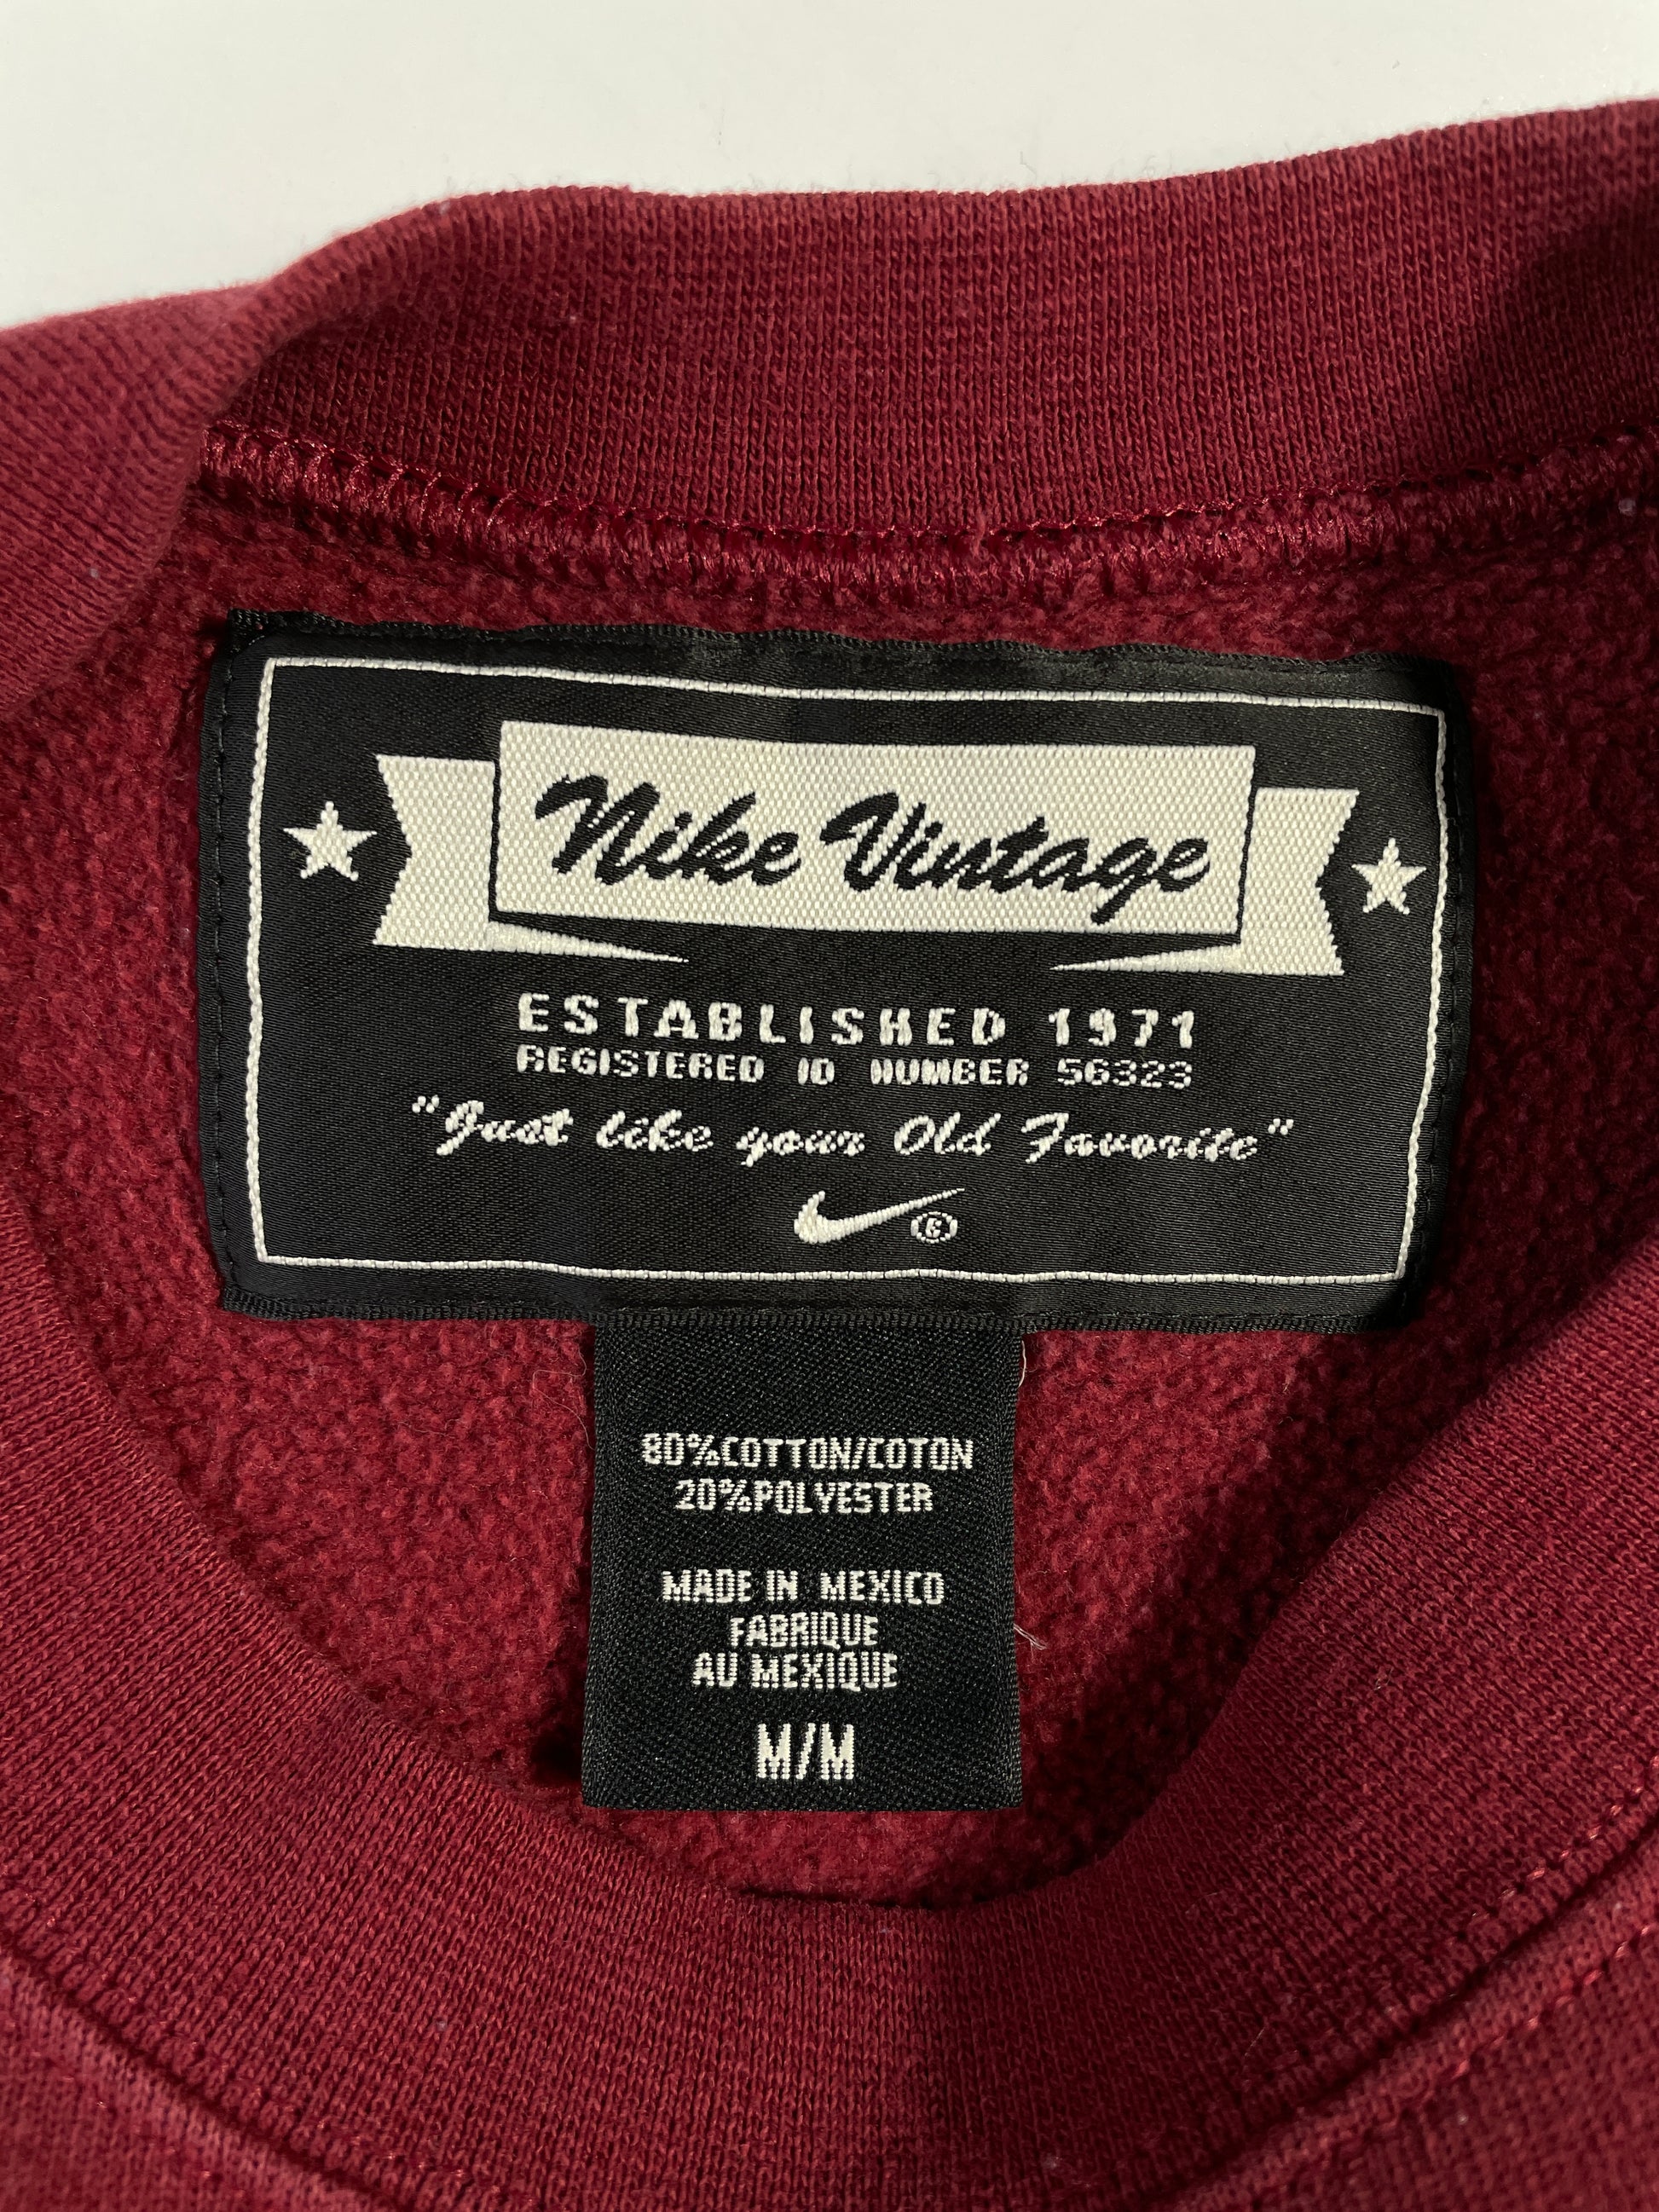 Nike Vintage
ESTABLISHED 1971
REGISTERED ID NUMBER 56323
"Just like your Old Favorite"
80%COTTON/COTON
20%POLYESTER
MADE IN MEXICO
FABRIQUE
AU MEXIQUE
M/M